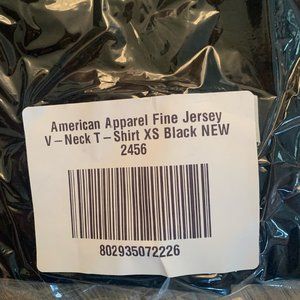 American Apparel Fine Jersey
V-Neck T-Shirt XS Black NEW
2456
802935072226